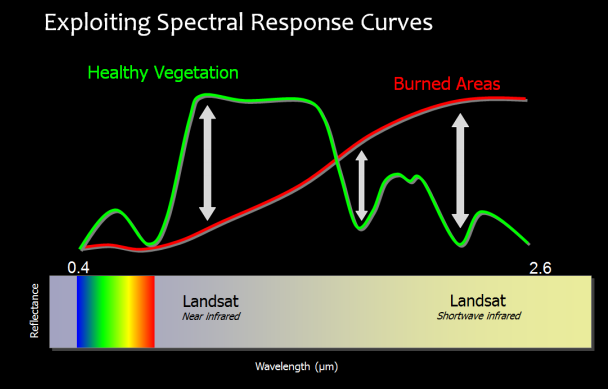 Exploiting Spectral Response Curves
Healthy Vegetation
Burned Areas
0.4
2.6
Reflectance
Landsat
Near Infrared
Landsat
Shortwave Infrared
Wavelength (µm)